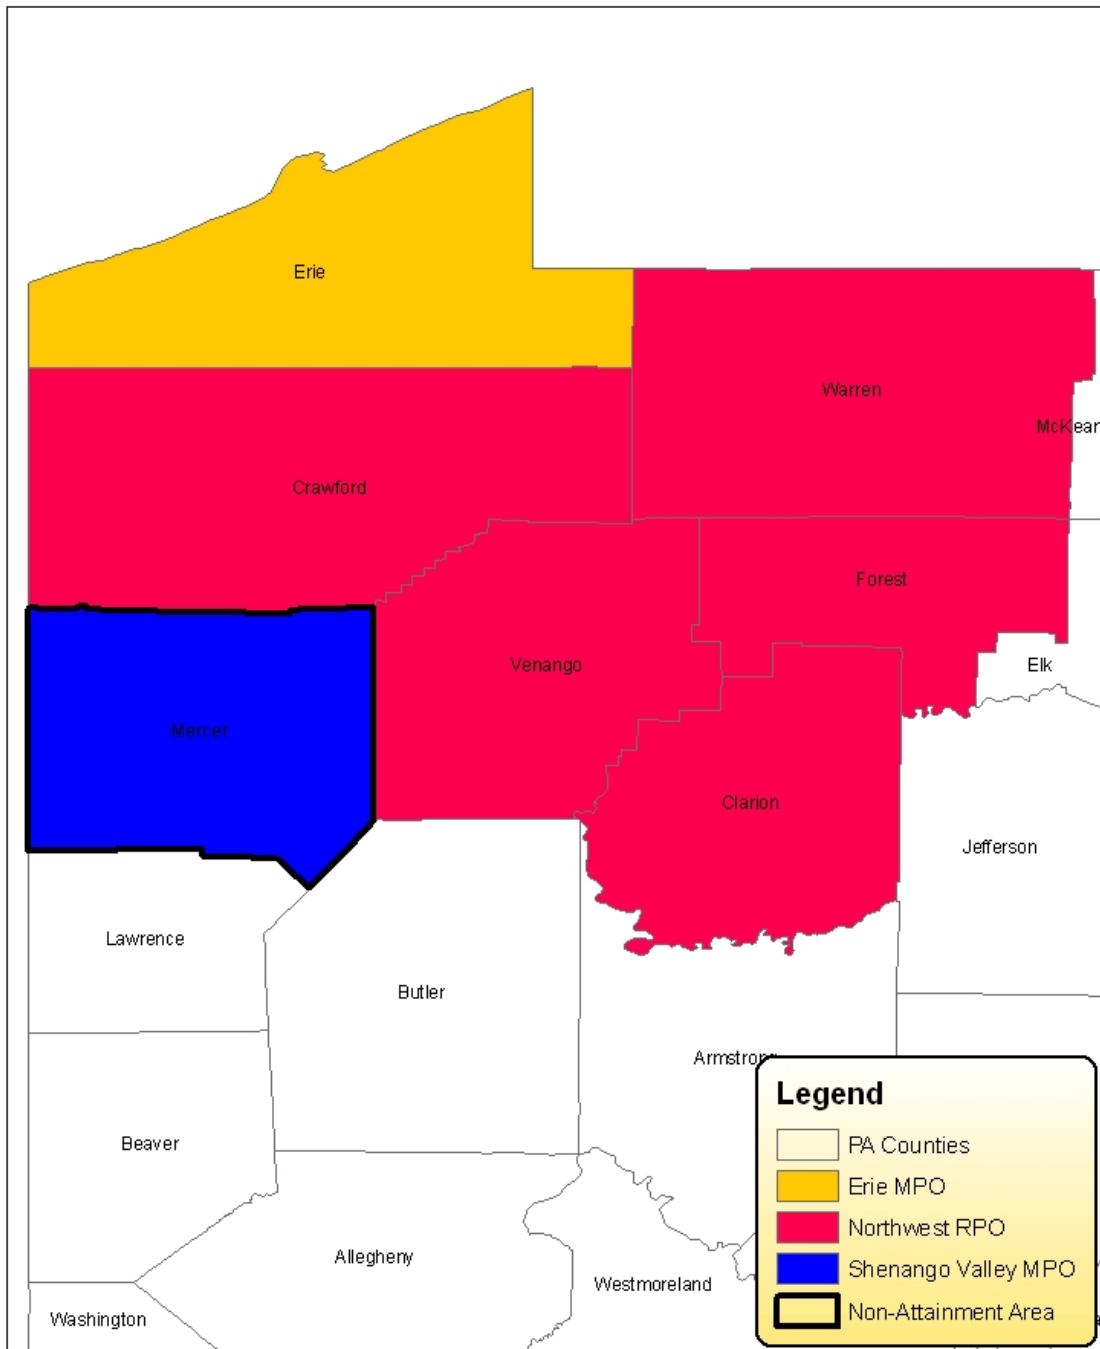 Erie
Warren
McKean
Crawford
Forest
Venango
Elk
Mercer
Clarion
Jefferson
Lawrence
Butler
Armstrong
Beaver
Allegheny
Westmoreland
Washington
Legend
PA Counties
Erie MPO
Northwest RPO
Shenango Valley MPO
Non-Attainment Area